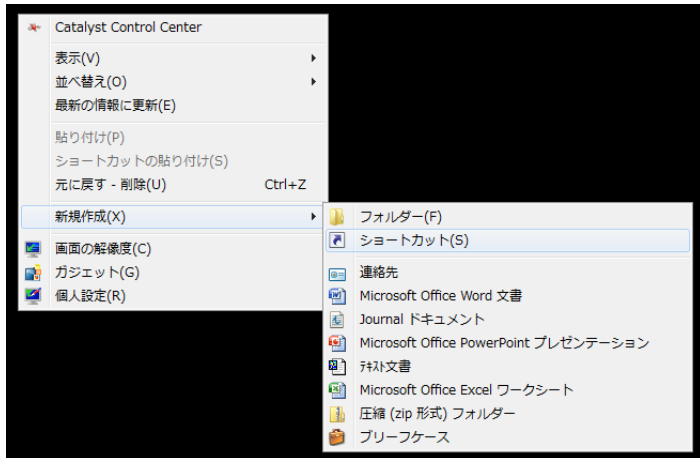 Catalyst Control Center
表示(V)
並べ替え(O)
最新の情報に更新(E)
貼り付け(P)
ショートカットの貼り付け(S)
元に戻す - 削除(U) Ctrl+Z
新規作成(X)
画面の解像度(C)
ガジェット(G)
個人設定(R)
フォルダー(F)
ショートカット(S)
連絡先
Microsoft Office Word 文書
Journal ドキュメント
Microsoft Office PowerPoint プレゼンテーション
ﾃｷｽﾄ文書
Microsoft Office Excel ワークシート
圧縮 (zip 形式) フォルダー
ブリーフケース